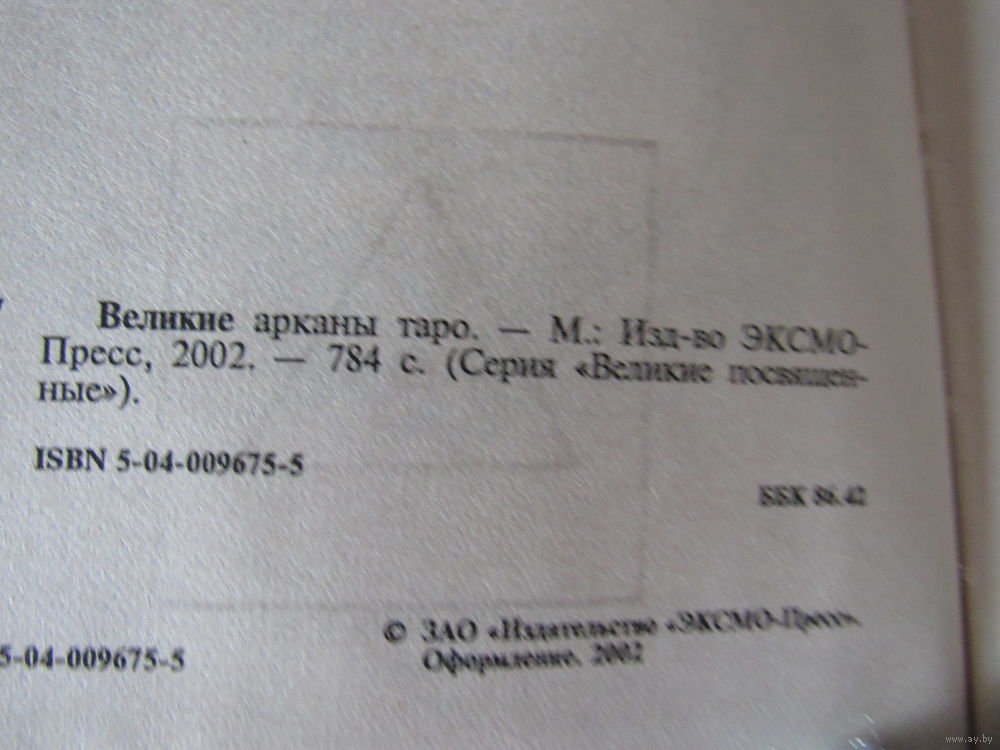 Великие арканы таро. — М.: Изд-во ЭКСМО-
Пресс, 2002. — 784 с. (Серия «Великие посвящен-
ные»).
ISBN 5-04-009675-5
ББК 86.42
© ЗАО «Издательство «ЭКСМО-Пресс».
Оформление. 2002
5-04-009675-5
www.ay.by